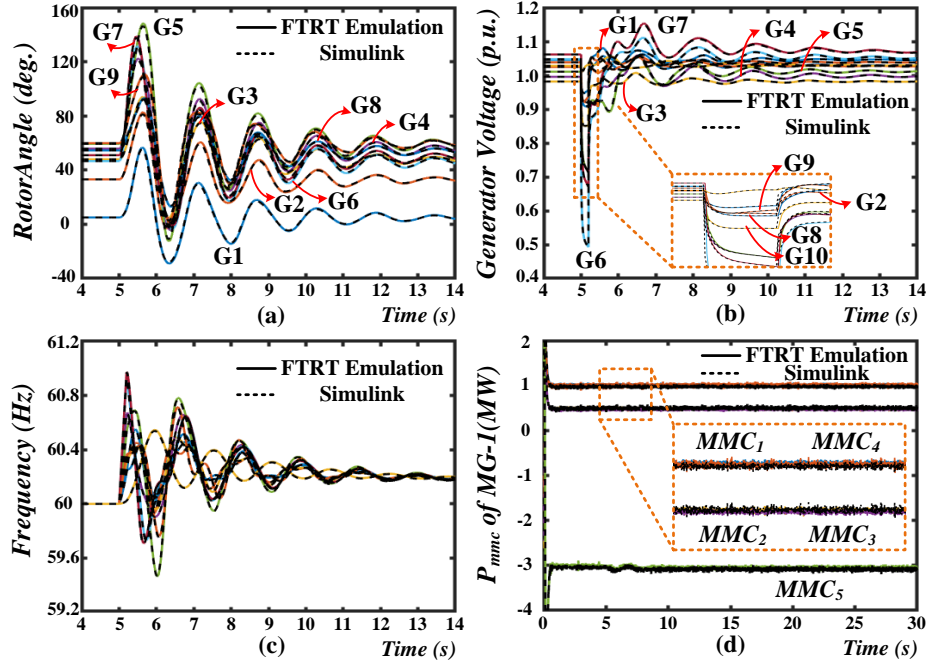 160
120
80
40
0
-40
RotorAngle (deg.)
G7
G5
G9
G3
G8
G4
G2
G6
G1
FTRT Emulation
Simulink
4 5 6 7 8 9 10 11 12 13 14
(a)
Time (s)
1.2
1.1
1.0
0.9
0.8
0.7
0.6
0.5
0.4
Generator Voltage (p.u.)
G1
G7
G4
G5
G3
FTRT Emulation
Simulink
G9
G2
G8
G10
G6
4 5 6 7 8 9 10 11 12 13 14
(b)
Time (s)
61.2
60.8
60.4
60
59.6
59.2
Frequency (Hz)
FTRT Emulation
Simulink
4 5 6 7 8 9 10 11 12 13 14
(c)
Time (s)
2
1
0
-1
-2
-3
-4
Pmmc of MG-1(MW)
FTRT Emulation
Simulink
MMC1 MMC4
MMC2 MMC3
MMC5
0 5 10 15 20 25 30
(d)
Time (s)